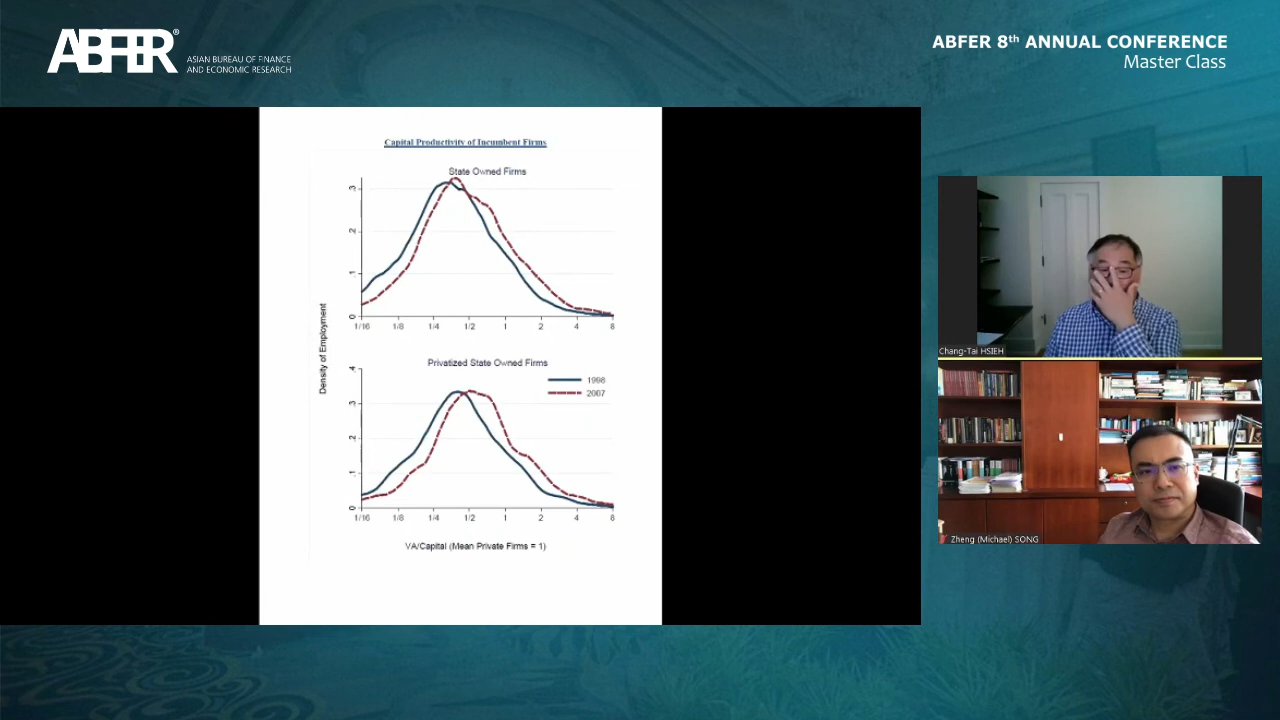 ABFER®
ASIAN BUREAU OF FINANCE
AND ECONOMIC RESEARCH
ABFER 8th ANNUAL CONFERENCE
Master Class
Capital Productivity of Incumbent Firms
State Owned Firms
.3
.2
.1
0
1/16 1/8 1/4 1/2 1 2 4 8
Density of Employment
Privatized State Owned Firms
1998
2007
.4
.3
.2
.1
0
1/16 1/8 1/4 1/2 1 2 4 8
VA/Capital (Mean Private Firms = 1)
Chang-Tai HSIEH
Zheng (Michael) SONG